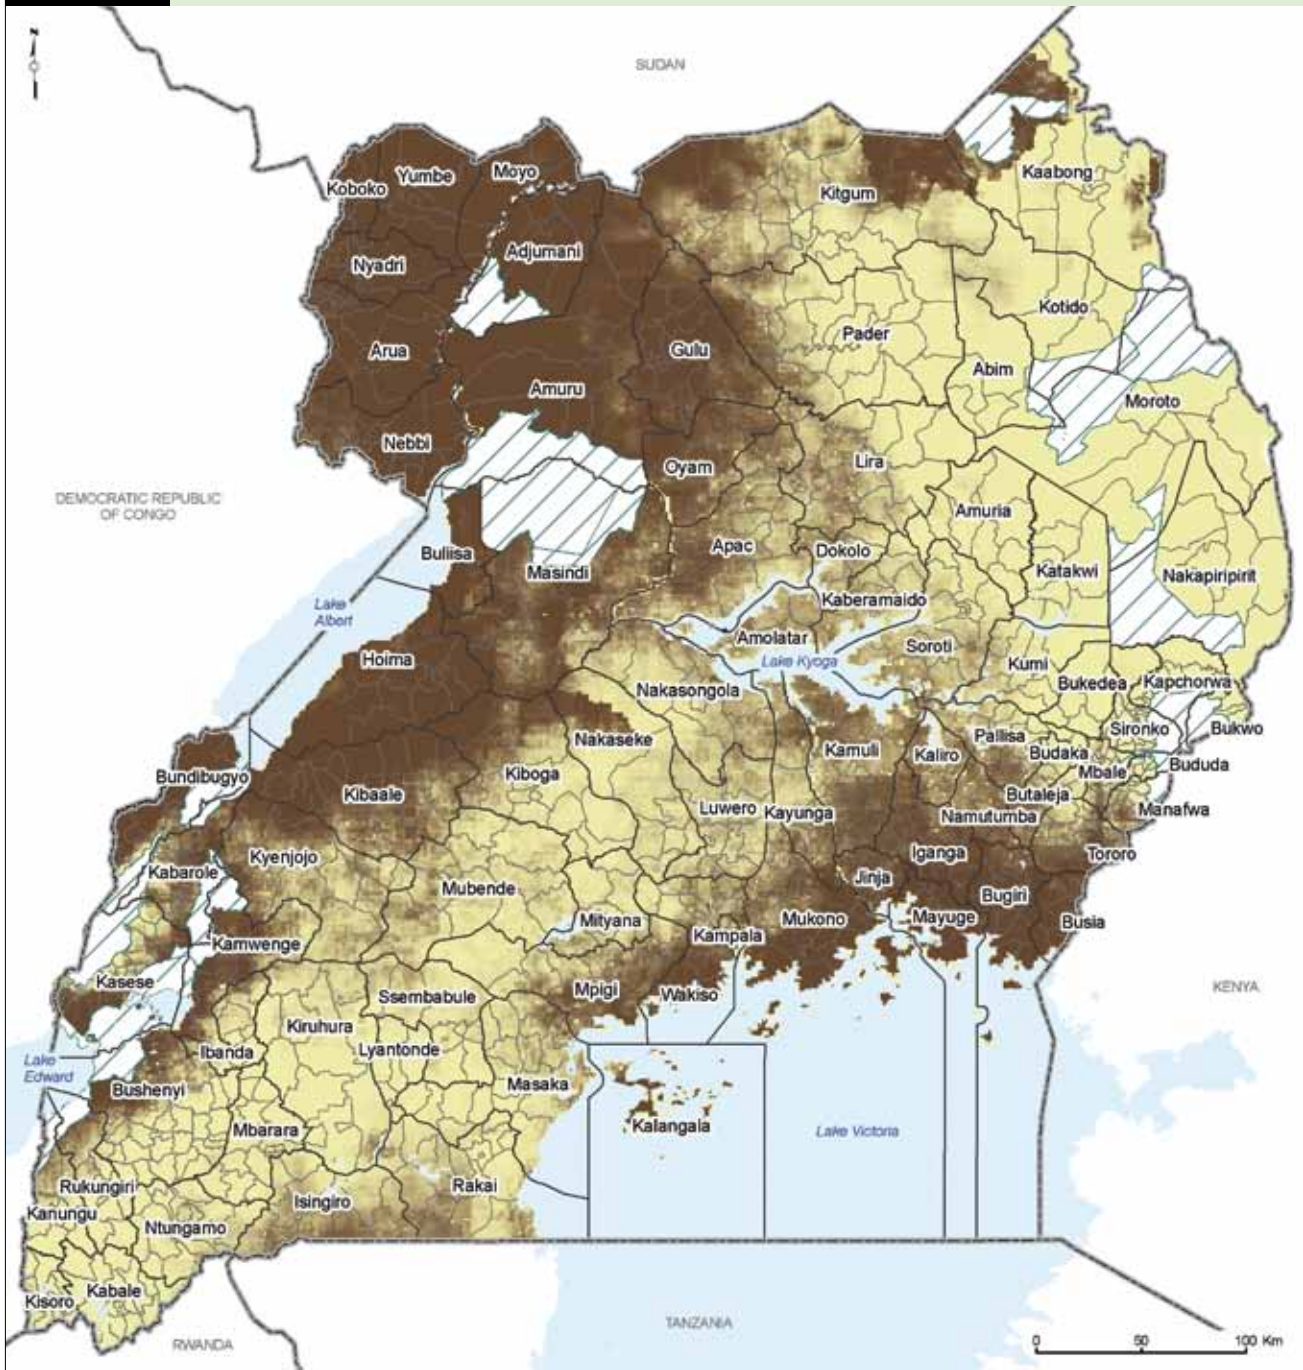 N
SUDAN
Koboko
Yumbe
Moyo
Kitgum
Kaabong
Adjumani
Nyadri
Kotido
Arua
Gulu
Pader
Abim
Amuru
Moroto
Nebbi
Oyam
Lira
DEMOCRATIC REPUBLIC
OF CONGO
Amuria
Buliisa
Apac
Dokolo
Masindi
Katakwi
Nakapiripirit
Lake
Albert
Kaberamaido
Amolatar
Soroti
Hoima
Lake Kyoga
Kumi
Bukedea
Kapchorwa
Nakasongola
Sironko
Bukwo
Nakaseke
Kamuli
Kaliro
Pallisa
Budaka
Bududa
Bundibugyo
Kiboga
Mbale
Kibaale
Butaleja
Luwero
Kayunga
Namutumba
Manafwa
Kyenjojo
Iganga
Tororo
Kabarole
Jinja
Mubende
Bugiri
Mityana
Mukono
Mayuge
Busia
Kamwenge
Kampala
Kasese
Mpigi
Wakiso
KENYA
Ssembabule
Kiruhura
Ibanda
Lyantonde
Lake
Edward
Bushenyi
Masaka
Kalangala
Mbarara
Lake Victoria
Rukungiri
Rakai
Isingiro
Kanungu
Ntungamo
Kabale
Kisoro
TANZANIA
RWANDA
0 50 100 Km